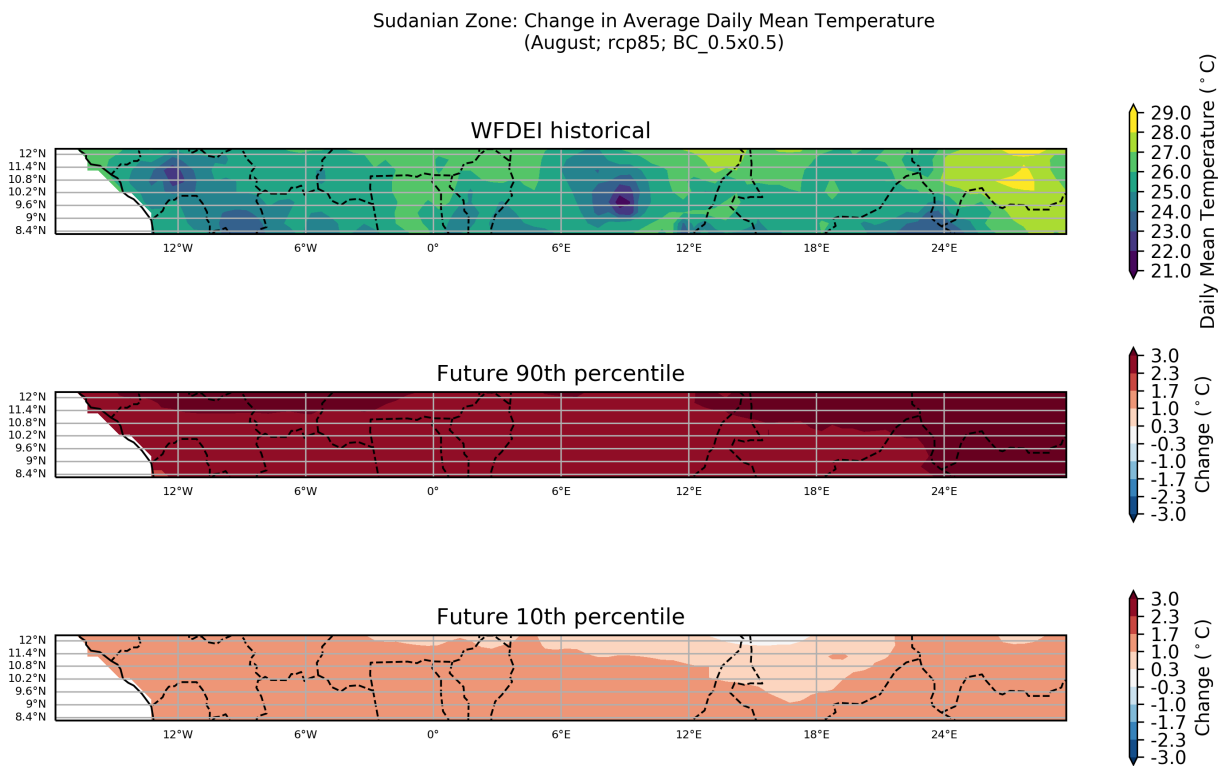 Sudanian Zone: Change in Average Daily Mean Temperature
(August; rcp85; BC_0.5x0.5)
WFDEI historical
12°N
11.4°N
10.8°N
10.2°N
9.6°N
9°N
8.4°N
12°W 6°W 0° 6°E 12°E 18°E 24°E
29.0
28.0
27.0
26.0
25.0
24.0
23.0
22.0
21.0
Daily Mean Temperature (°C)
Future 90th percentile
12°N
11.4°N
10.8°N
10.2°N
9.6°N
9°N
8.4°N
12°W 6°W 0° 6°E 12°E 18°E 24°E
3.0
2.3
1.7
1.0
0.3
-0.3
-1.0
-1.7
-2.3
-3.0
Change (°C)
Future 10th percentile
12°N
11.4°N
10.8°N
10.2°N
9.6°N
9°N
8.4°N
12°W 6°W 0° 6°E 12°E 18°E 24°E
3.0
2.3
1.7
1.0
0.3
-0.3
-1.0
-1.7
-2.3
-3.0
Change (°C)